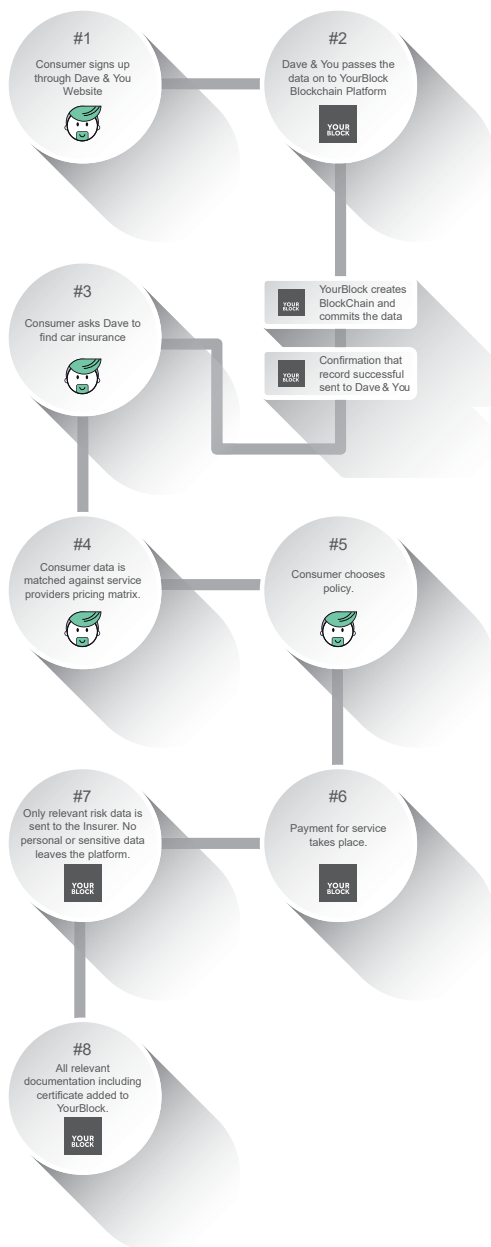 #1
Consumer signs up
through Dave & You
Website
#2
Dave & You passes the
data on to YourBlock
Blockchain Platform
YOUR
BLOCK
YOUR
BLOCK
YourBlock creates
BlockChain and
commits the data
YOUR
BLOCK
Confirmation that
record successful
sent to Dave & You
#3
Consumer asks Dave to
find car insurance
#4
Consumer data is
matched against service
providers pricing matrix.
#5
Consumer chooses
policy.
#6
Payment for service
takes place.
YOUR
BLOCK
#7
Only relevant risk data is
sent to the Insurer. No
personal or sensitive data
leaves the platform.
YOUR
BLOCK
#8
All relevant
documentation including
certificate added to
YourBlock.
YOUR
BLOCK